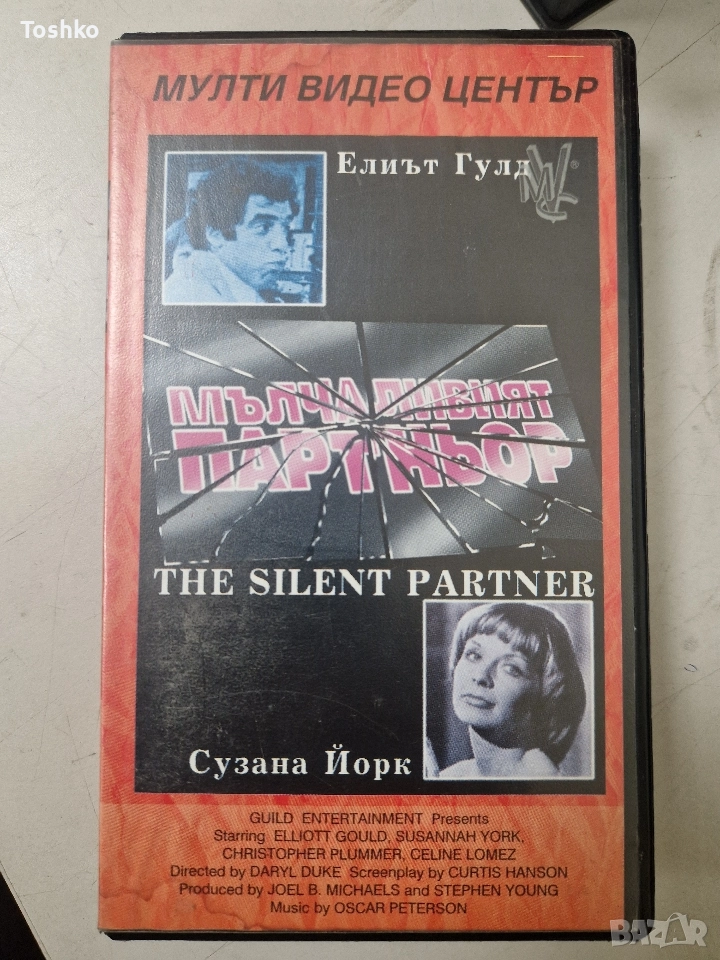 Toshko
МУЛТИ ВИДЕО ЦЕНТЪР
Елиът Гулд
MVC®
МЪЛЧАЛИВИЯТ
ПАРТНЬОР
THE SILENT PARTNER
Сузана Йорк
GUILD ENTERTAINMENT Presents
Starring ELLIOTT GOULD, SUSANNAH YORK,
CHRISTOPHER PLUMMER, CELINE LOMEZ
Directed by DARYL DUKE Screenplay by CURTIS HANSON
Produced by JOEL B. MICHAELS and STEPHEN YOUNG
Music by OSCAR PETERSON
BAZAR